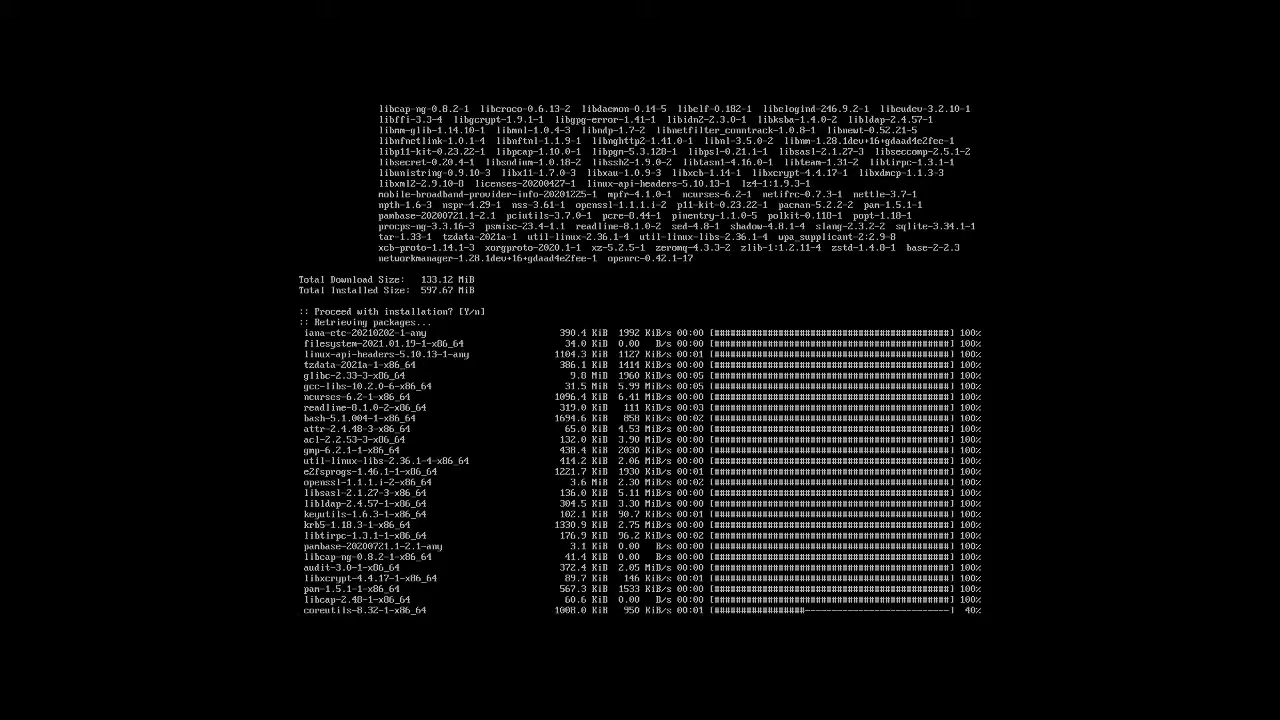 libcap-ng-0.8.2-1 libcroco-0.6.13-2 libdaemon-0.14-5 libelf-0.182-1 libelogind-246.9.2-1 libeudev-3.2.10-1
libffi-3.3-4 libgcrypt-1.9.1-1 libgpg-error-1.41-1 libidn2-2.3.0-1 libksba-1.4.0-2 libldap-2.4.57-1
libnm-glib-1.14.10-1 libmnl-1.0.4-3 libndp-1.7-2 libnetfilter_conntrack-1.0.8-1 libnewt-0.52.21-5
libnfnetlink-1.0.1-4 libnftnl-1.1.9-1 libnghttp2-1.41.0-1 libnl-3.5.0-2 libnm-1.28.1dev+16+gdaad4e2fee-1
libp11-kit-0.23.22-1 libpcap-1.10.0-1 libpgm-5.3.128-1 libpsl-0.21.1-1 libsasl-2.1.27-3 libseccomp-2.5.1-2
libsecret-0.20.4-1 libsodium-1.0.18-2 libssh2-1.9.0-2 libtasn1-4.16.0-1 libteam-1.31-2 libtirpc-1.3.1-1
libunistring-0.9.10-3 libx11-1.7.0-3 libxau-1.0.9-3 libxcb-1.14-1 libxcrypt-4.4.17-1 libxdmcp-1.1.3-3
libxml2-2.9.10-8 licenses-20200427-1 linux-api-headers-5.10.13-1 lz4-1:1.9.3-1
mobile-broadband-provider-info-20201225-1 mpfr-4.1.0-1 ncurses-6.2-1 netifrc-0.7.3-1 nettle-3.7-1
npth-1.6-3 nspr-4.29-1 nss-3.61-1 openssl-1.1.1.i-2 p11-kit-0.23.22-1 pacman-5.2.2-2 pam-1.5.1-1
pambase-20200721.1-2.1 pciutils-3.7.0-1 pcre-8.44-1 pinentry-1.1.0-5 polkit-0.118-1 popt-1.18-1
procps-ng-3.3.16-3 psmisc-23.4-1.1 readline-8.1.0-2 sed-4.8-1 shadow-4.8.1-4 slang-2.3.2-2 sqlite-3.34.1-1
tar-1.33-1 tzdata-2021a-1 util-linux-2.36.1-4 util-linux-libs-2.36.1-4 wpa_supplicant-2:2.9-8
xcb-proto-1.14.1-3 xorgproto-2020.1-1 xz-5.2.5-1 zeromq-4.3.3-2 zlib-1:1.2.11-4 zstd-1.4.8-1 base-2-2.3
networkmanager-1.28.1dev+16+gdaad4e2fee-1 openrc-0.42.1-17
Total Download Size: 133.12 MiB
Total Installed Size: 597.67 MiB
:: Proceed with installation? [Y/n]
:: Retrieving packages...
iana-etc-20210202-1-any 390.4 KiB 1992 KiB/s 00:00 [############################################] 100%
filesystem-2021.01.19-1-x86_64 34.0 KiB 0.00 B/s 00:00 [############################################] 100%
linux-api-headers-5.10.13-1-any 1104.3 KiB 1127 KiB/s 00:01 [############################################] 100%
tzdata-2021a-1-x86_64 386.1 KiB 1414 KiB/s 00:00 [############################################] 100%
glibc-2.33-3-x86_64 9.8 MiB 1960 KiB/s 00:05 [############################################] 100%
gcc-libs-10.2.0-6-x86_64 31.5 MiB 5.99 MiB/s 00:05 [############################################] 100%
ncurses-6.2-1-x86_64 1096.4 KiB 6.41 MiB/s 00:00 [############################################] 100%
readline-8.1.0-2-x86_64 319.0 KiB 111 KiB/s 00:03 [############################################] 100%
bash-5.1.004-1-x86_64 1694.6 KiB 858 KiB/s 00:02 [############################################] 100%
attr-2.4.48-3-x86_64 65.0 KiB 4.53 MiB/s 00:00 [############################################] 100%
acl-2.2.53-3-x86_64 132.0 KiB 3.90 MiB/s 00:00 [############################################] 100%
gmp-6.2.1-1-x86_64 438.4 KiB 2030 KiB/s 00:00 [############################################] 100%
util-linux-libs-2.36.1-4-x86_64 414.2 KiB 2.06 MiB/s 00:00 [############################################] 100%
e2fsprogs-1.46.1-1-x86_64 1221.7 KiB 1930 KiB/s 00:01 [############################################] 100%
openssl-1.1.1.i-2-x86_64 3.6 MiB 2.30 MiB/s 00:02 [############################################] 100%
libsasl-2.1.27-3-x86_64 136.0 KiB 5.11 MiB/s 00:00 [############################################] 100%
libldap-2.4.57-1-x86_64 304.5 KiB 3.30 MiB/s 00:00 [############################################] 100%
keyutils-1.6.3-1-x86_64 102.1 KiB 90.7 KiB/s 00:01 [############################################] 100%
krb5-1.18.3-1-x86_64 1330.9 KiB 2.75 MiB/s 00:00 [############################################] 100%
libtirpc-1.3.1-1-x86_64 176.9 KiB 96.2 KiB/s 00:02 [############################################] 100%
pambase-20200721.1-2.1-any 3.1 KiB 0.00 B/s 00:00 [############################################] 100%
libcap-ng-0.8.2-1-x86_64 41.4 KiB 0.00 B/s 00:00 [############################################] 100%
audit-3.0-1-x86_64 372.4 KiB 2.05 MiB/s 00:00 [############################################] 100%
libxcrypt-4.4.17-1-x86_64 89.7 KiB 146 KiB/s 00:01 [############################################] 100%
pam-1.5.1-1-x86_64 567.3 KiB 1533 KiB/s 00:00 [############################################] 100%
libcap-2.48-1-x86_64 60.6 KiB 0.00 B/s 00:00 [############################################] 100%
coreutils-8.32-1-x86_64 1008.0 KiB 950 KiB/s 00:01 [#################---------------------------] 40%